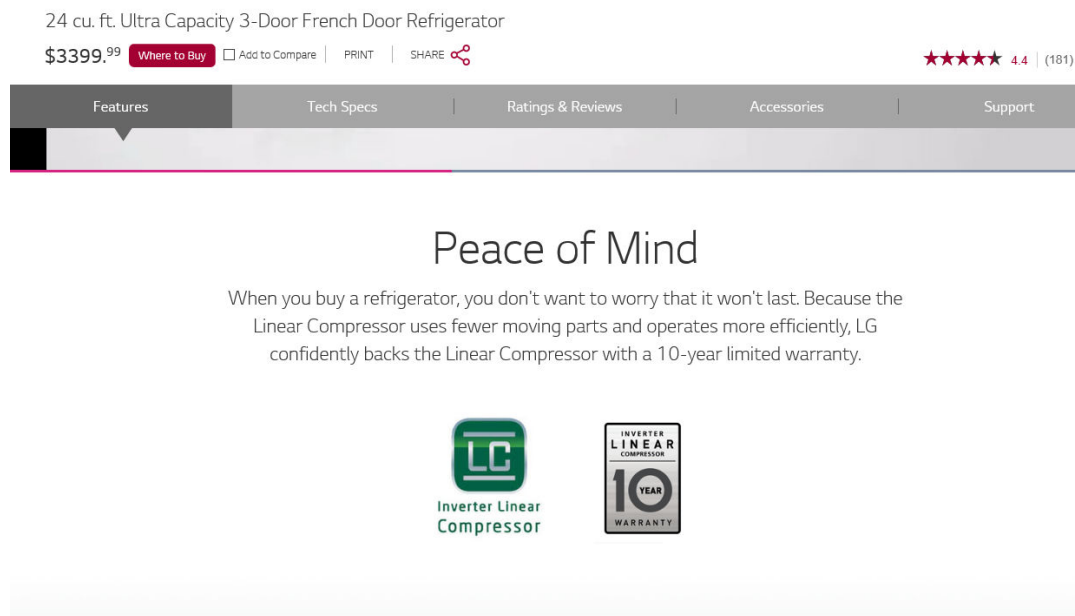 24 cu. ft. Ultra Capacity 3-Door French Door Refrigerator
$3399.99 Where to Buy Add to Compare PRINT SHARE 4.4 (181)
Features Tech Specs Ratings & Reviews Accessories Support
Peace of Mind
When you buy a refrigerator, you don't want to worry that it won't last. Because the
Linear Compressor uses fewer moving parts and operates more efficiently, LG
confidently backs the Linear Compressor with a 10-year limited warranty.
LC
Inverter Linear
Compressor
INVERTER
LINEAR
COMPRESSOR
10
YEAR
WARRANTY